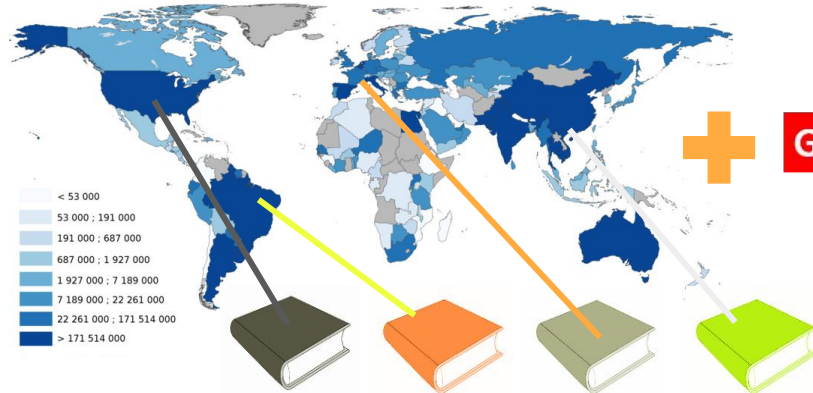 G
< 53 000
53 000 ; 191 000
191 000 ; 687 000
687 000 ; 1 927 000
1 927 000 ; 7 189 000
7 189 000 ; 22 261 000
22 261 000 ; 171 514 000
> 171 514 000